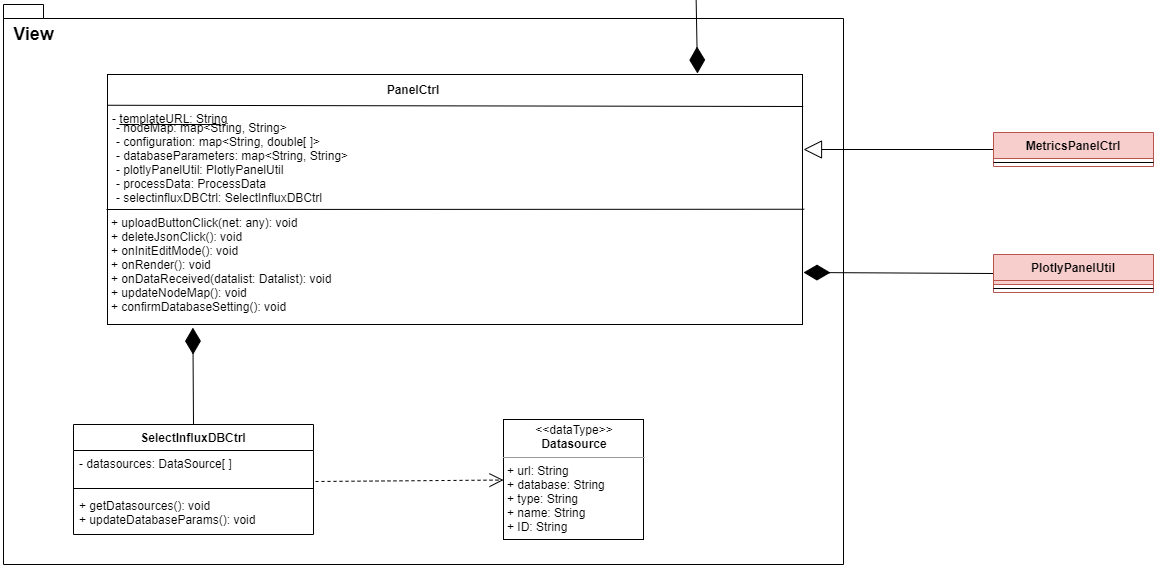 View
PanelCtrl
- templateURL: String
- nodeMap: map<String, String>
- configuration: map<String, double[ ]>
- databaseParameters: map<String, String>
- plotlyPanelUtil: PlotlyPanelUtil
- processData: ProcessData
- selectinfluxDBCtrl: SelectInfluxDBCtrl
+ uploadButtonClick(net: any): void
+ deleteJsonClick(): void
+ onInitEditMode(): void
+ onRender(): void
+ onDataReceived(datalist: Datalist): void
+ updateNodeMap(): void
+ confirmDatabaseSetting(): void
MetricsPanelCtrl
PlotlyPanelUtil
SelectInfluxDBCtrl
- datasources: DataSource[ ]
+ getDatasources(): void
+ updateDatabaseParams(): void
<<dataType>>
Datasource
+ url: String
+ database: String
+ type: String
+ name: String
+ ID: String